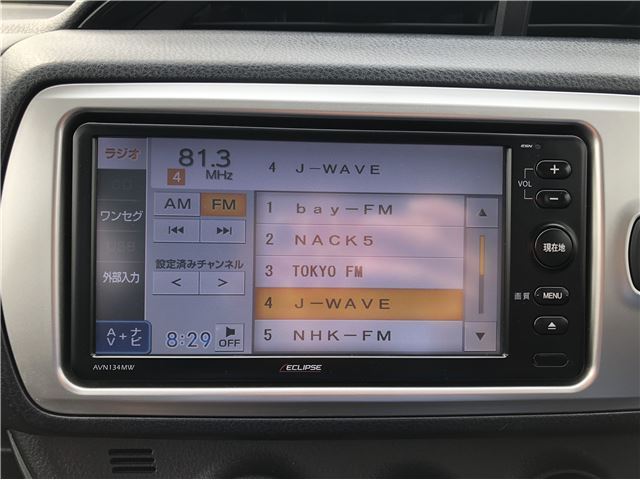 ラジオ
81.3
4 MHz
4 J-WAVE
AM FM
ワンセグ
外部入力
設定済みチャンネル
< >
AV+ナビ
8:29
OFF
1 bay-FM
2 NACK5
3 TOKYO FM
4 J-WAVE
5 NHK-FM
AVN134MW
ECLIPSE
VOL
+
-
現在地
画質 MENU